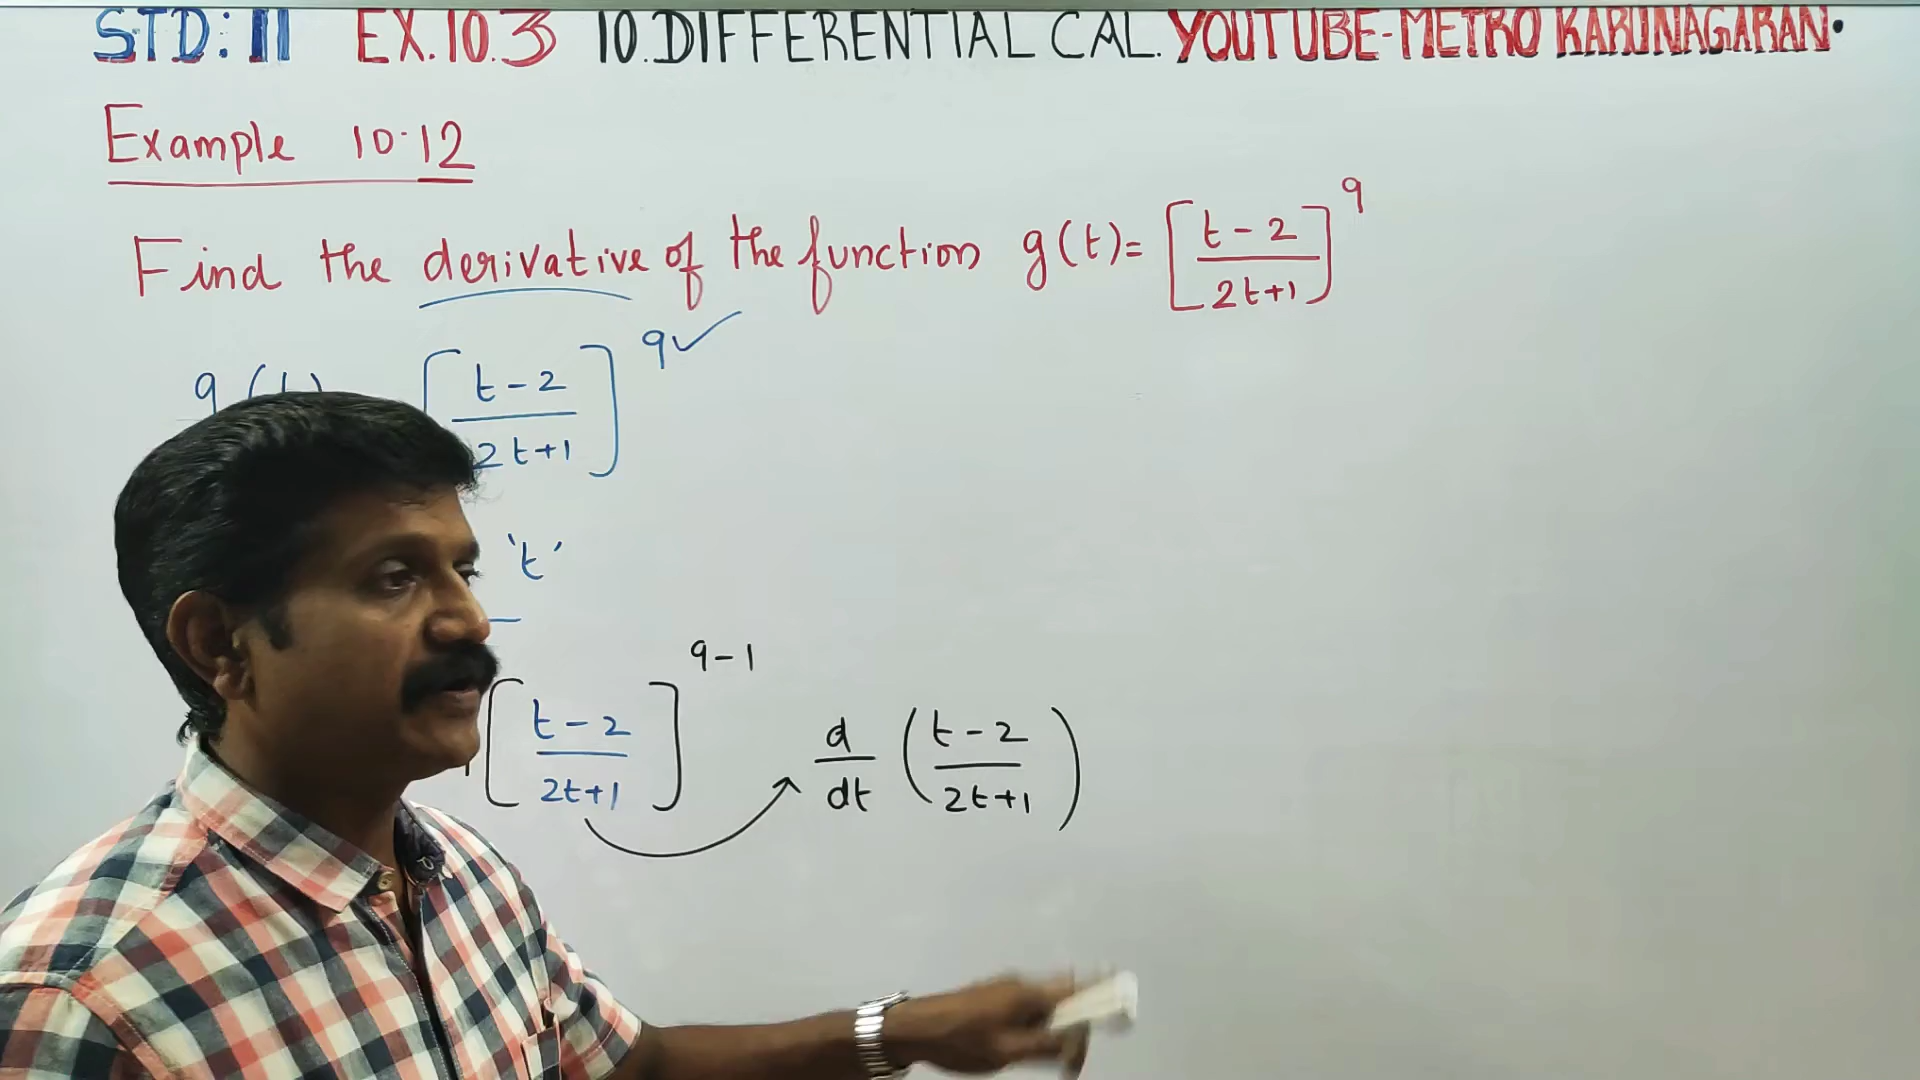 STD: 11 EX.10.3 10.DIFFERENTIAL CAL. YOUTUBE-METRO KARUNAGARAN.
Example 10.12
Find the derivative of the function g(t)= [t-2 / 2t+1]^9
g(t) [t-2 / 2t+1]^9 ✓
't'
[t-2 / 2t+1]^9-1 d/dt (t-2 / 2t+1)